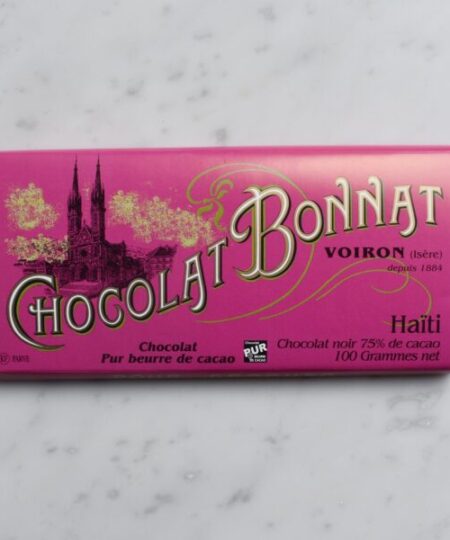 CHOCOLAT BONNAT
VOIRON (Isère)
depuis 1884
Haïti
Chocolat noir 75% de cacao
100 Grammes net
Chocolat
Pur beurre de cacao
PUR